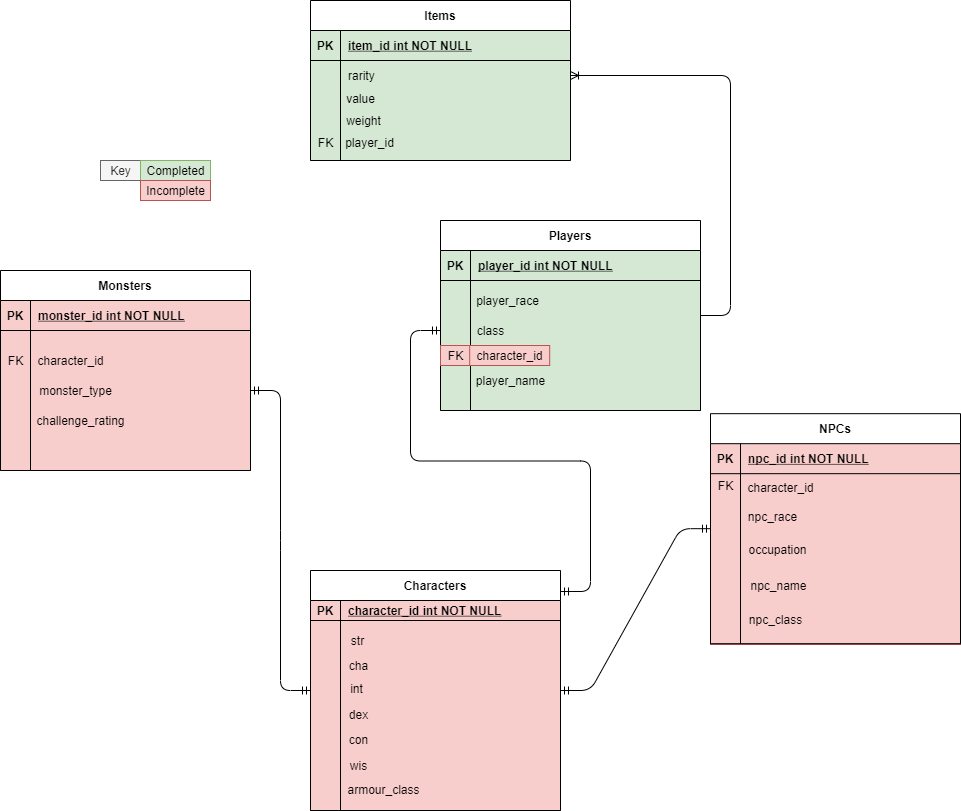 Items
PK item_id int NOT NULL
rarity
value
weight
FK player_id
Key Completed
Incomplete
Players
PK player_id int NOT NULL
player_race
class
FK character_id
player_name
Monsters
PK monster_id int NOT NULL
FK character_id
monster_type
challenge_rating
NPCs
PK npc_id int NOT NULL
FK character_id
npc_race
occupation
npc_name
npc_class
Characters
PK character_id int NOT NULL
str
cha
int
dex
con
wis
armour_class